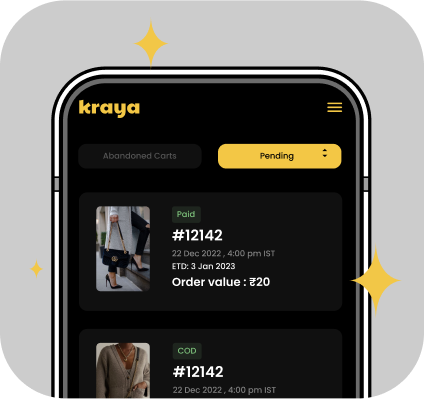 kraya
Abandoned Carts
Pending
Paid
#12142
22 Dec 2022 , 4:00 pm IST
ETD: 3 Jan 2023
Order value : ₹20
COD
#12142
22 Dec 2022 , 4:00 pm IST